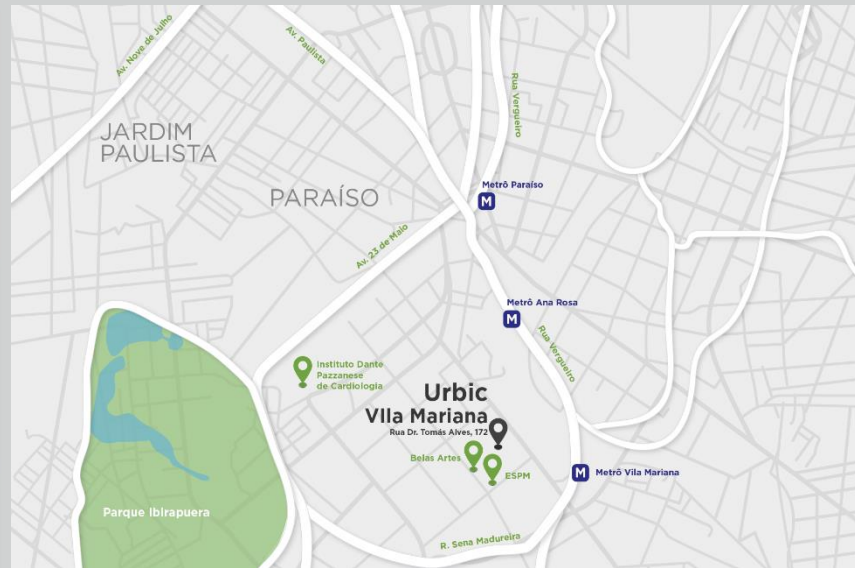 Av. Nove de Julho
Av. Paulista
Rua Vergueiro
JARDIM
PAULISTA
PARAÍSO
Metrô Paraíso
M
Av. 23 de Maio
Metrô Ana Rosa
M
Rua Vergueiro
Instituto Dante
Pazzanese
de Cardiologia
Urbic
VIla Mariana
Rua Dr. Tomás Alves, 172
Belas Artes
ESPM
M Metrô Vila Mariana
Parque Ibirapuera
R. Sena Madureira